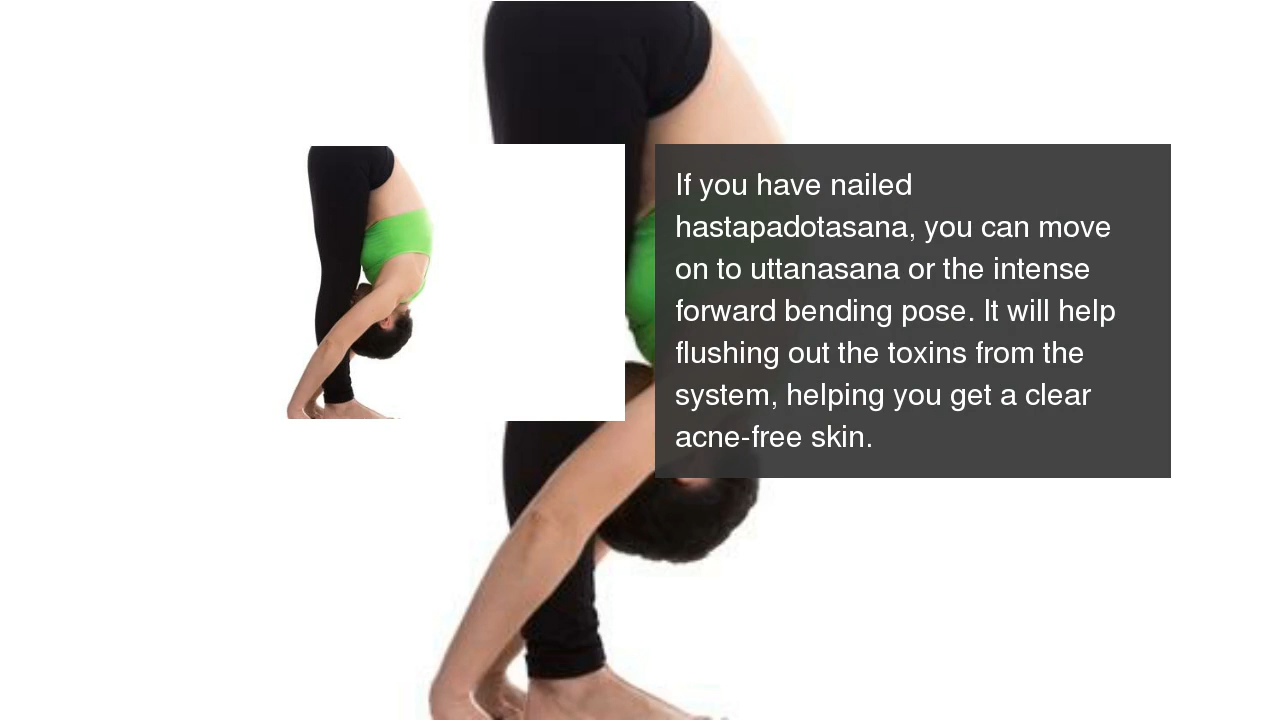 If you have nailed
hastapadotasana, you can move
on to uttanasana or the intense
forward bending pose. It will help
flushing out the toxins from the
system, helping you get a clear
acne-free skin.